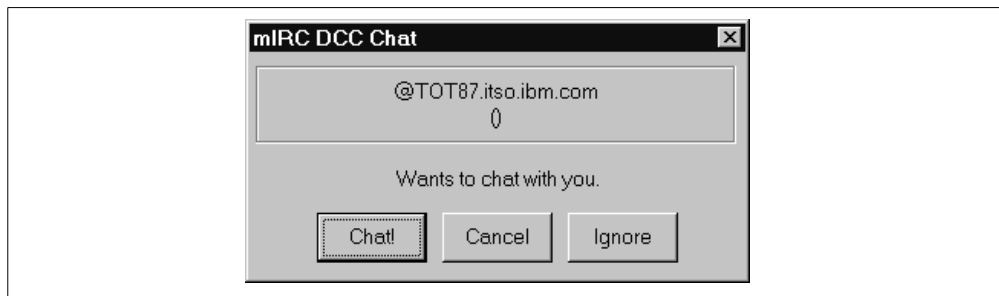 mIRC DCC Chat
@TOT87.itso.ibm.com
()
Wants to chat with you.
Chat!
Cancel
Ignore